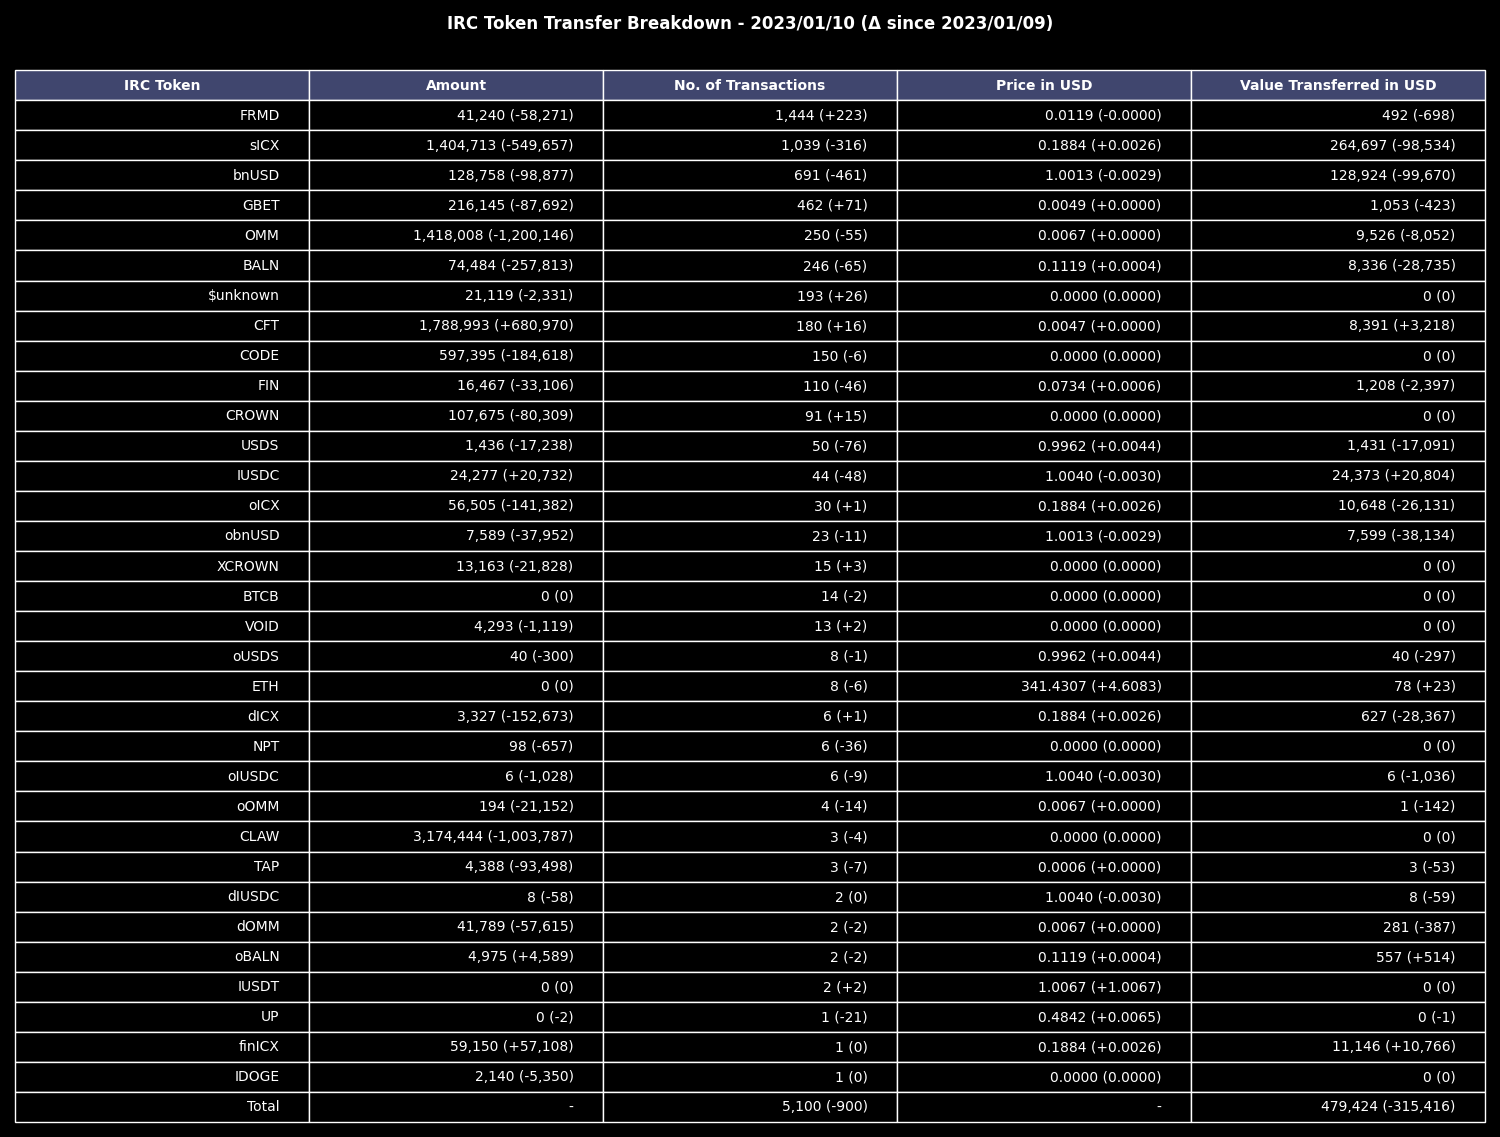 IRC Token Transfer Breakdown - 2023/01/10 (Δ since 2023/01/09)
IRC Token Amount No. of Transactions Price in USD Value Transferred in USD
FRMD 41,240 (-58,271) 1,444 (+223) 0.0119 (-0.0000) 492 (-698)
sICX 1,404,713 (-549,657) 1,039 (-316) 0.1884 (+0.0026) 264,697 (-98,534)
bnUSD 128,758 (-98,877) 691 (-461) 1.0013 (-0.0029) 128,924 (-99,670)
GBET 216,145 (-87,692) 462 (+71) 0.0049 (+0.0000) 1,053 (-423)
OMM 1,418,008 (-1,200,146) 250 (-55) 0.0067 (+0.0000) 9,526 (-8,052)
BALN 74,484 (-257,813) 246 (-65) 0.1119 (+0.0004) 8,336 (-28,735)
$unknown 21,119 (-2,331) 193 (+26) 0.0000 (0.0000) 0 (0)
CFT 1,788,993 (+680,970) 180 (+16) 0.0047 (+0.0000) 8,391 (+3,218)
CODE 597,395 (-184,618) 150 (-6) 0.0000 (0.0000) 0 (0)
FIN 16,467 (-33,106) 110 (-46) 0.0734 (+0.0006) 1,208 (-2,397)
CROWN 107,675 (-80,309) 91 (+15) 0.0000 (0.0000) 0 (0)
USDS 1,436 (-17,238) 50 (-76) 0.9962 (+0.0044) 1,431 (-17,091)
IUSDC 24,277 (+20,732) 44 (-48) 1.0040 (-0.0030) 24,373 (+20,804)
oICX 56,505 (-141,382) 30 (+1) 0.1884 (+0.0026) 10,648 (-26,131)
obnUSD 7,589 (-37,952) 23 (-11) 1.0013 (-0.0029) 7,599 (-38,134)
XCROWN 13,163 (-21,828) 15 (+3) 0.0000 (0.0000) 0 (0)
BTCB 0 (0) 14 (-2) 0.0000 (0.0000) 0 (0)
VOID 4,293 (-1,119) 13 (+2) 0.0000 (0.0000) 0 (0)
oUSDS 40 (-300) 8 (-1) 0.9962 (+0.0044) 40 (-297)
ETH 0 (0) 8 (-6) 341.4307 (+4.6083) 78 (+23)
dICX 3,327 (-152,673) 6 (+1) 0.1884 (+0.0026) 627 (-28,367)
NPT 98 (-657) 6 (-36) 0.0000 (0.0000) 0 (0)
oIUSDC 6 (-1,028) 6 (-9) 1.0040 (-0.0030) 6 (-1,036)
oOMM 194 (-21,152) 4 (-14) 0.0067 (+0.0000) 1 (-142)
CLAW 3,174,444 (-1,003,787) 3 (-4) 0.0000 (0.0000) 0 (0)
TAP 4,388 (-93,498) 3 (-7) 0.0006 (+0.0000) 3 (-53)
dIUSDC 8 (-58) 2 (0) 1.0040 (-0.0030) 8 (-59)
dOMM 41,789 (-57,615) 2 (-2) 0.0067 (+0.0000) 281 (-387)
oBALN 4,975 (+4,589) 2 (-2) 0.1119 (+0.0004) 557 (+514)
IUSDT 0 (0) 2 (+2) 1.0067 (+1.0067) 0 (0)
UP 0 (-2) 1 (-21) 0.4842 (+0.0065) 0 (-1)
finICX 59,150 (+57,108) 1 (0) 0.1884 (+0.0026) 11,146 (+10,766)
IDOGE 2,140 (-5,350) 1 (0) 0.0000 (0.0000) 0 (0)
Total - 5,100 (-900) - 479,424 (-315,416)